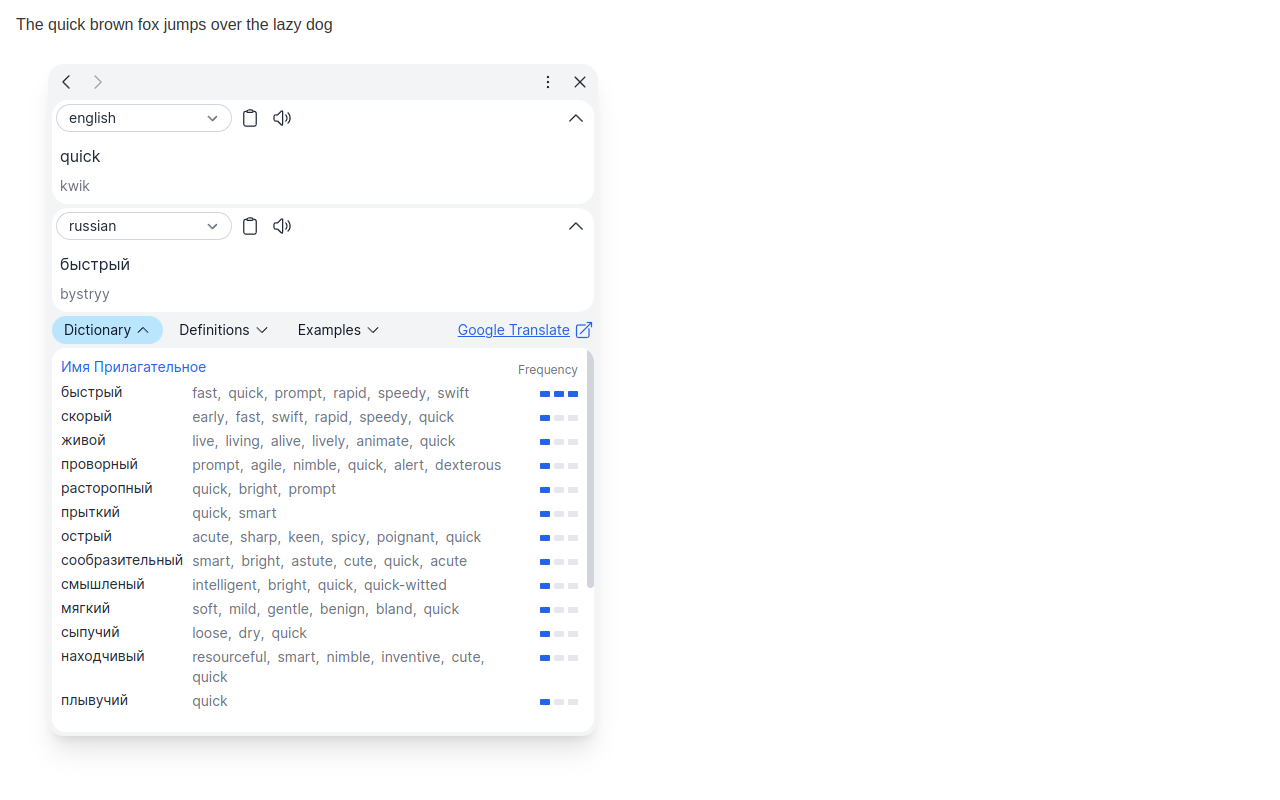 The quick brown fox jumps over the lazy dog
english
quick
kwik
russian
быстрый
bystryy
Dictionary Definitions Examples Google Translate
Имя Прилагательное Frequency
быстрый fast, quick, prompt, rapid, speedy, swift
скорый early, fast, swift, rapid, speedy, quick
живой live, living, alive, lively, animate, quick
проворный prompt, agile, nimble, quick, alert, dexterous
расторопный quick, bright, prompt
прыткий quick, smart
острый acute, sharp, keen, spicy, poignant, quick
сообразительный smart, bright, astute, cute, quick, acute
смышленый intelligent, bright, quick, quick-witted
мягкий soft, mild, gentle, benign, bland, quick
сыпучий loose, dry, quick
находчивый resourceful, smart, nimble, inventive, cute,
quick
плывучий quick